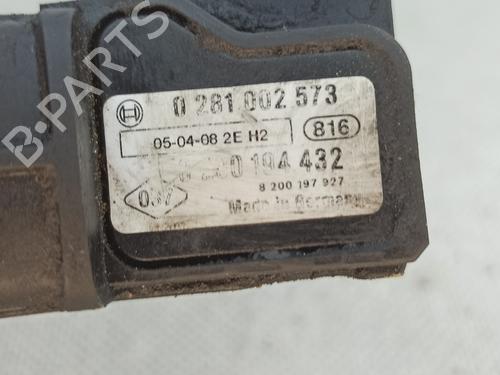 0 281 002 573
05-04-08 2E H2
816
0 194 432
8 200 197 927
Made in Germany
B-PARTS